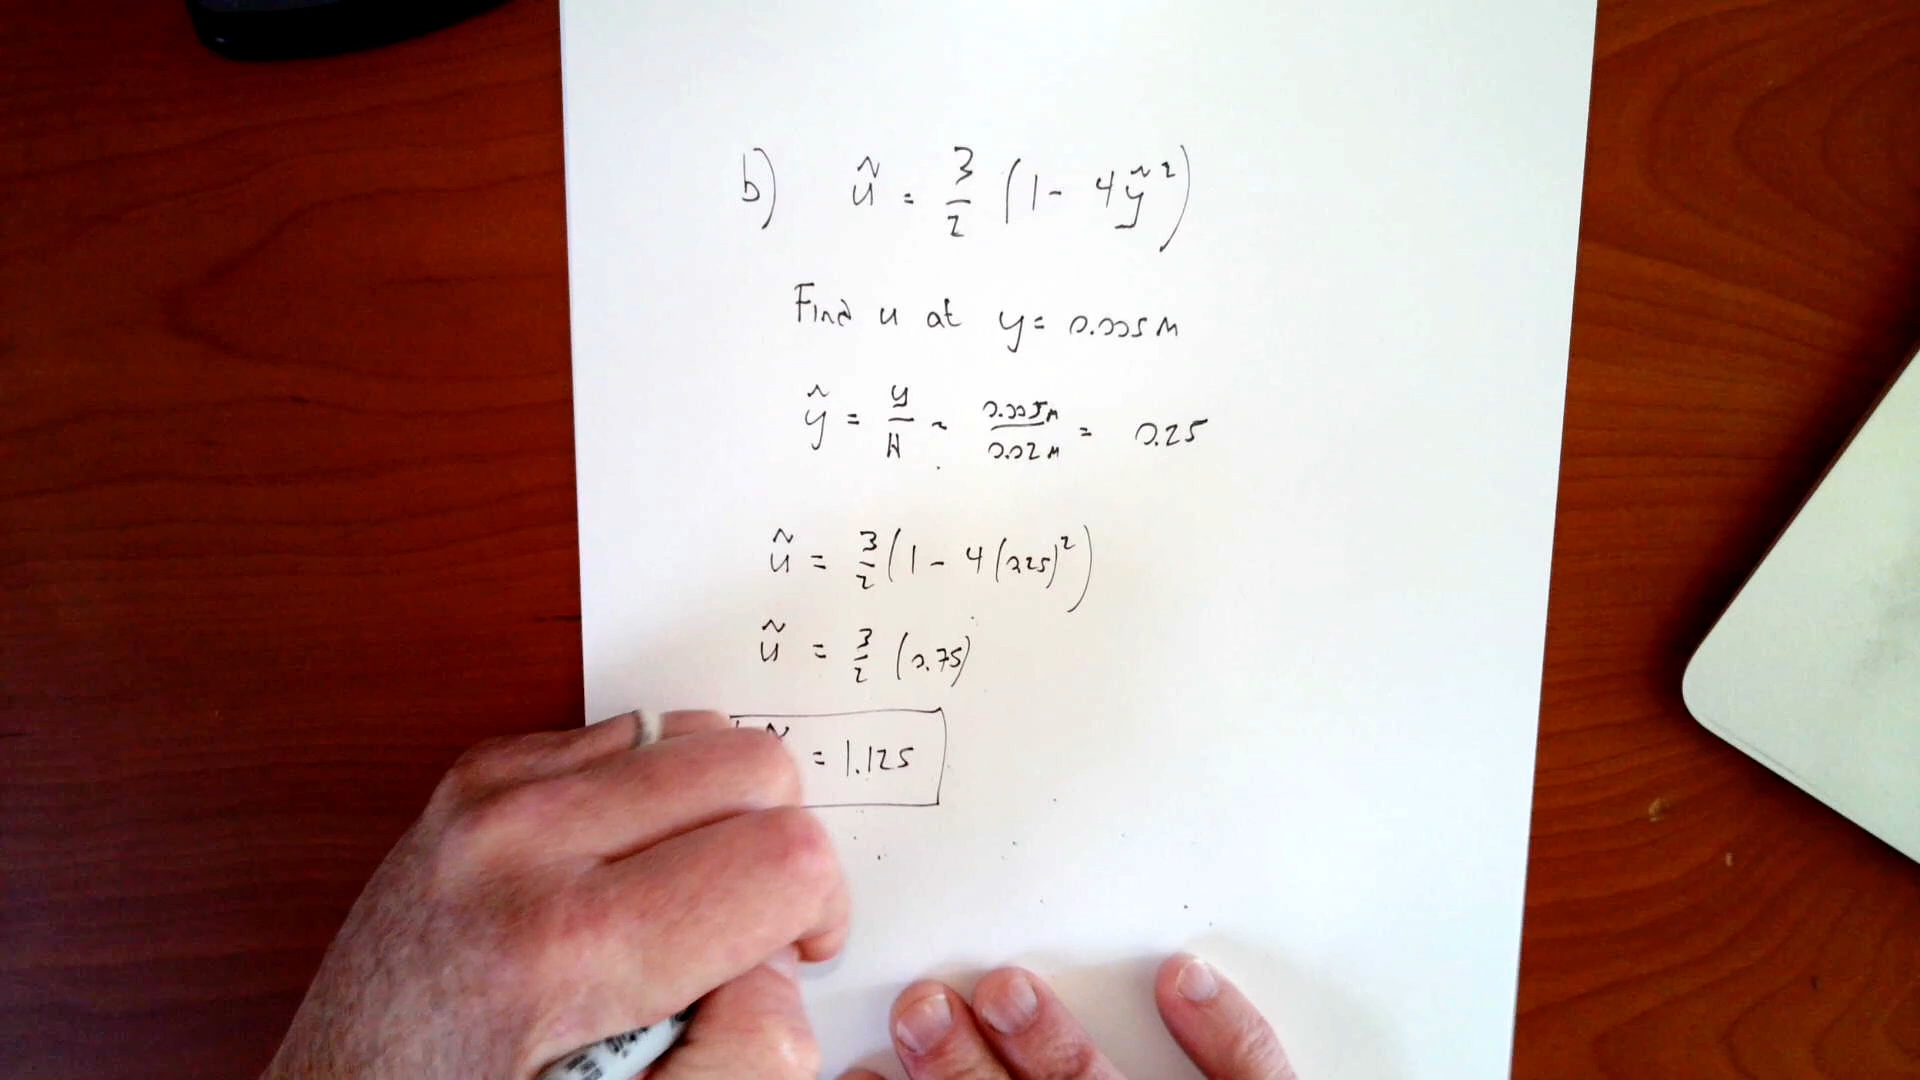 b) ũ = 3/2 (1 - 4ỹ²)
Find u at y = 0.005 M
ỹ = y/H = 0.005M/0.02M = 0.25
ũ = 3/2 (1 - 4(0.25)²)
ũ = 3/2 (0.75)
= 1.125